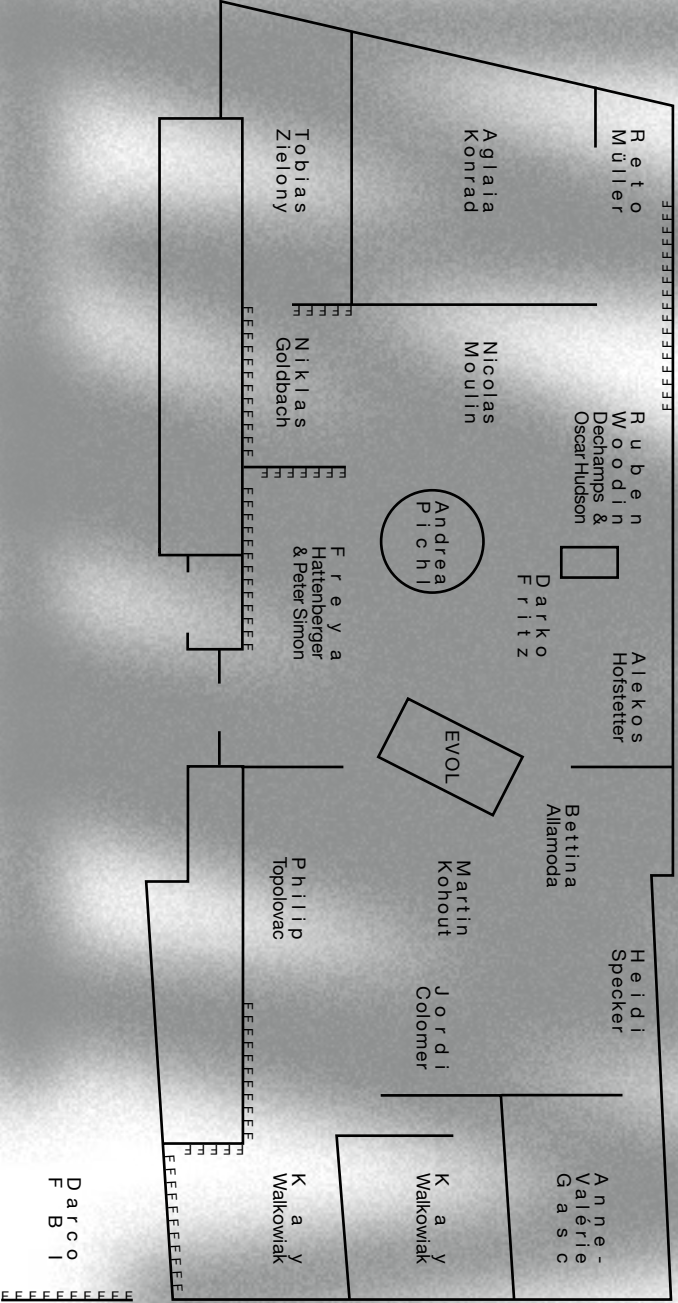 Reto
Müller
Ruben
Woodin
Dechamps &
Oscar Hudson
Alekos
Hofstetter
Heidi
Specker
Anne-
Valérie
Gasc
Darko
Fritz
Bettina
Allamoda
Aglaia
Konrad
Nicolas
Moulin
Andrea
Pichl
EVOL
Martin
Kohout
Jordi
Colomer
Kay
Walkowiak
Tobias
Zielony
Niklas
Goldbach
Freya
Hattenberger
& Peter Simon
Philip
Topolovac
Kay
Walkowiak
Darco
FBI